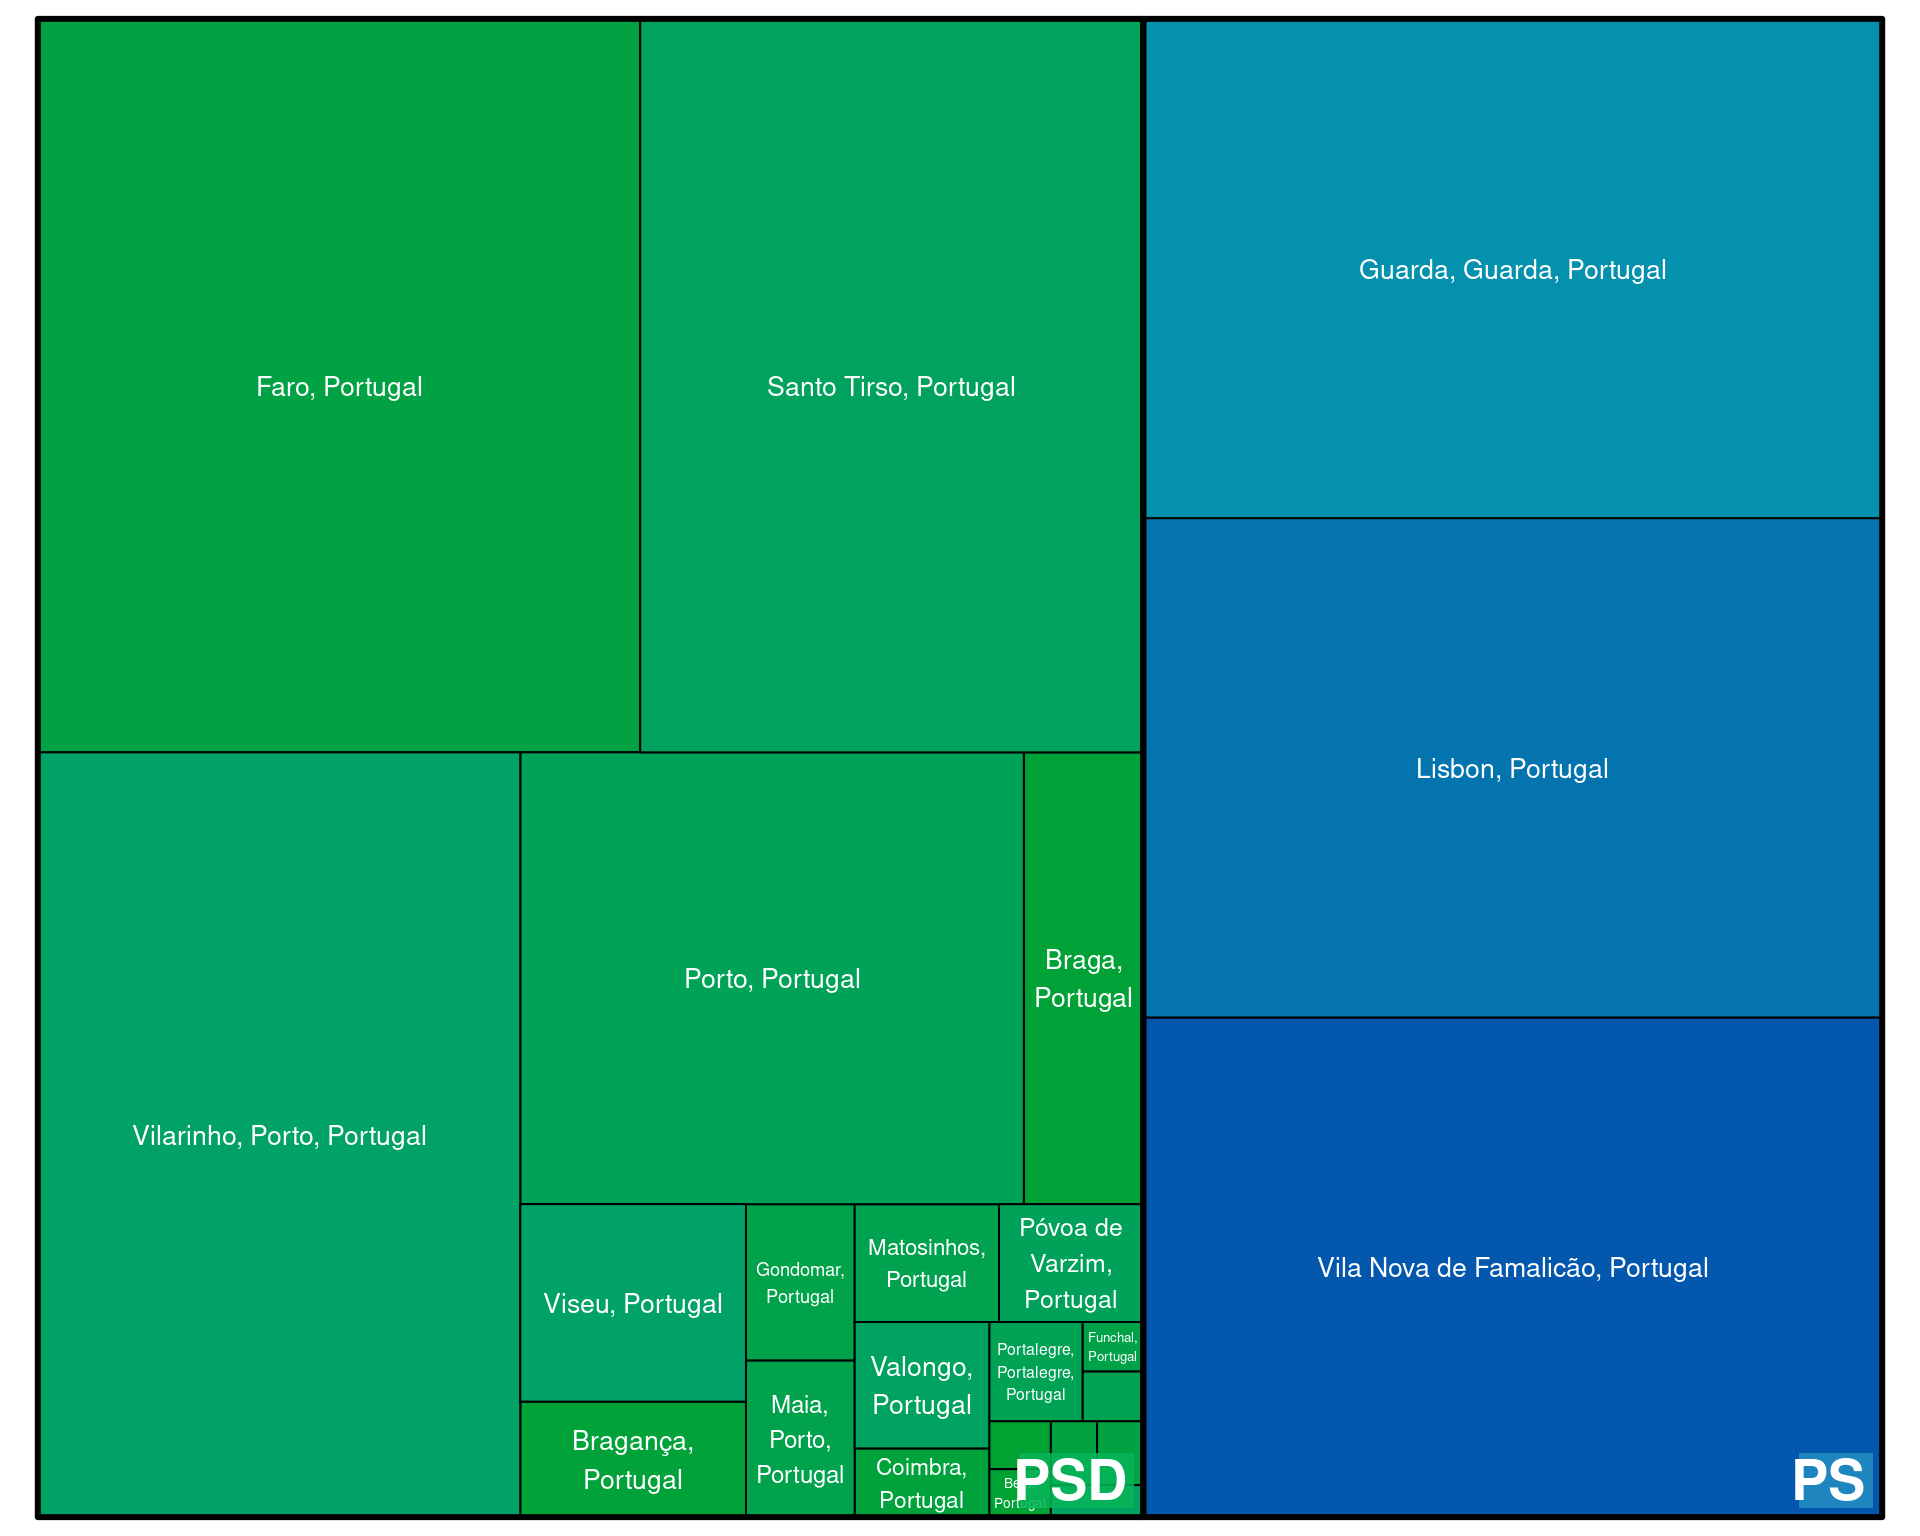 Faro, Portugal
Santo Tirso, Portugal
Guarda, Guarda, Portugal
Lisbon, Portugal
Vila Nova de Famalicão, Portugal
Vilarinho, Porto, Portugal
Porto, Portugal
Braga,
Portugal
Viseu, Portugal
Bragança,
Portugal
Gondomar,
Portugal
Maia,
Porto,
Portugal
Matosinhos,
Portugal
Póvoa de
Varzim,
Portugal
Valongo,
Portugal
Coimbra,
Portugal
Portalegre,
Portalegre,
Portugal
Funchal,
Portugal
Portugal
PSD
PS